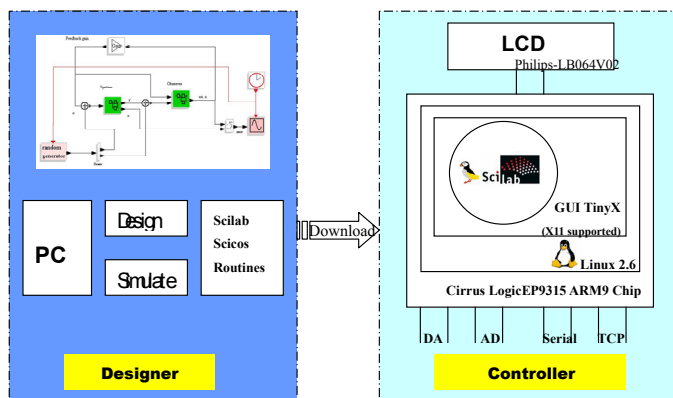 Feedback gain
Gain
Observer
random
generator
PC
Design
Simulate
Scilab
Scicos
Routines
Designer
Download
LCD
Philips-LB064V02
Scilab
GUI TinyX
(X11 supported)
Linux 2.6
Cirrus LogicEP9315 ARM9 Chip
DA
AD
Serial
TCP
Controller